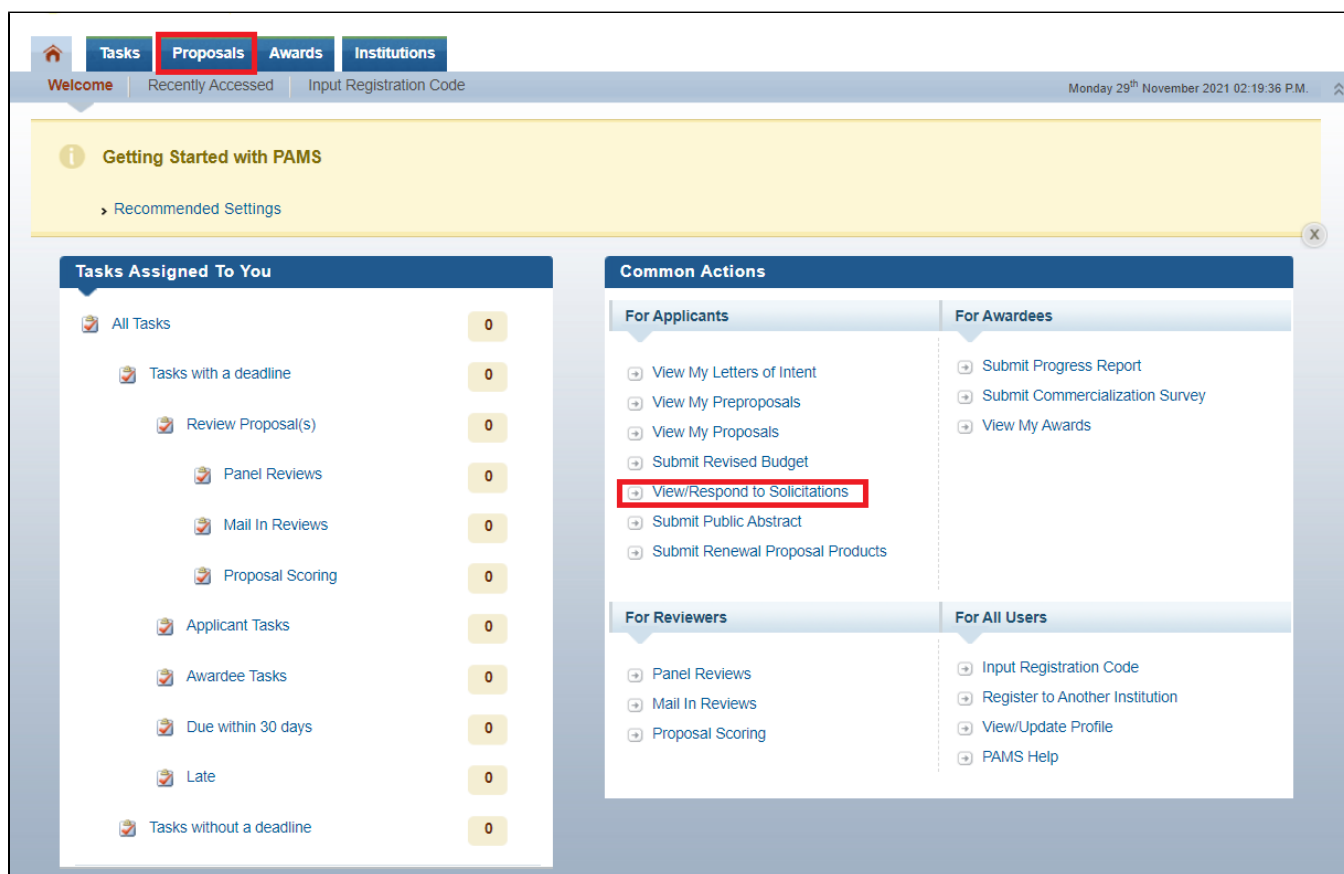 Tasks Proposals Awards Institutions
Welcome Recently Accessed Input Registration Code Monday 29th November 2021 02:19:36 P.M.
Getting Started with PAMS
Recommended Settings
X
Tasks Assigned To You
All Tasks 0
Tasks with a deadline 0
Review Proposal(s) 0
Panel Reviews 0
Mail In Reviews 0
Proposal Scoring 0
Applicant Tasks 0
Awardee Tasks 0
Due within 30 days 0
Late 0
Tasks without a deadline 0
Common Actions
For Applicants
View My Letters of Intent
View My Preproposals
View My Proposals
Submit Revised Budget
View/Respond to Solicitations
Submit Public Abstract
Submit Renewal Proposal Products
For Awardees
Submit Progress Report
Submit Commercialization Survey
View My Awards
For Reviewers
Panel Reviews
Mail In Reviews
Proposal Scoring
For All Users
Input Registration Code
Register to Another Institution
View/Update Profile
PAMS Help